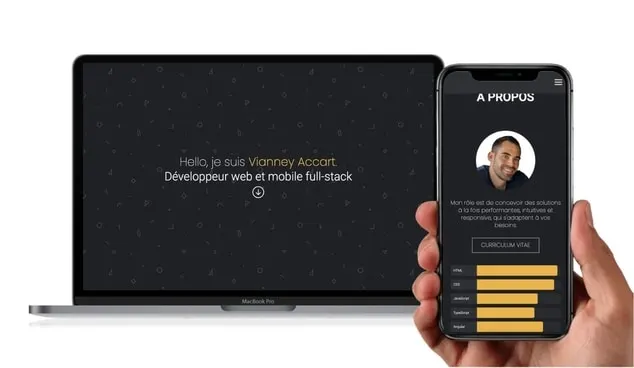 Hello, je suis Vianney Accart.
Développeur web et mobile full-stack
MacBook Pro
A PROPOS
Mon rôle est de concevoir des solutions
à la fois performantes, intuitives et
responsive, qui s'adaptent à vos
besoins.
CURRICULUM VITAE
HTML
CSS
JavaScript
TypeScript
Angular